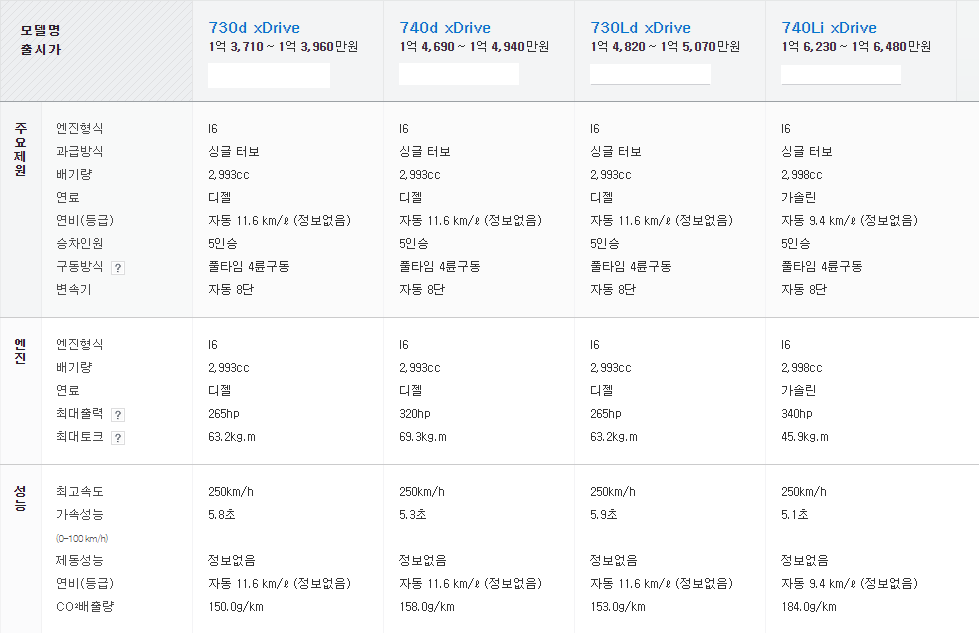 모델명 730d xDrive 740d xDrive 730Ld xDrive 740Li xDrive
출시가 1억 3,710 ~ 1억 3,960만원 1억 4,690 ~ 1억 4,940만원 1억 4,820 ~ 1억 5,070만원 1억 6,230 ~ 1억 6,480만원
주요제원
엔진형식 I6 I6 I6 I6
과급방식 싱글 터보 싱글 터보 싱글 터보 싱글 터보
배기량 2,993cc 2,993cc 2,993cc 2,998cc
연료 디젤 디젤 디젤 가솔린
연비(등급) 자동 11.6 km/ℓ (정보없음) 자동 11.6 km/ℓ (정보없음) 자동 11.6 km/ℓ (정보없음) 자동 9.4 km/ℓ (정보없음)
승차인원 5인승 5인승 5인승 5인승
구동방식 ? 풀타임 4륜구동 풀타임 4륜구동 풀타임 4륜구동 풀타임 4륜구동
변속기 자동 8단 자동 8단 자동 8단 자동 8단
엔진
엔진형식 I6 I6 I6 I6
배기량 2,993cc 2,993cc 2,993cc 2,998cc
연료 디젤 디젤 디젤 가솔린
최대출력 ? 265hp 320hp 265hp 340hp
최대토크 ? 63.2kg.m 69.3kg.m 63.2kg.m 45.9kg.m
성능
최고속도 250km/h 250km/h 250km/h 250km/h
가속성능 5.8초 5.3초 5.9초 5.1초
(0-100 km/h)
제동성능 정보없음 정보없음 정보없음 정보없음
연비(등급) 자동 11.6 km/ℓ (정보없음) 자동 11.6 km/ℓ (정보없음) 자동 11.6 km/ℓ (정보없음) 자동 9.4 km/ℓ (정보없음)
CO²배출량 150.0g/km 158.0g/km 153.0g/km 184.0g/km